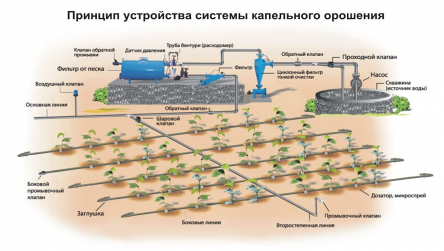 Принцип устройства системы капельного орошения
Клапан обратной
промывки
Датчик давления
Труба Вентури (расходомер)
Обратный клапан
Проходной клапан
Фильтр от песка
Фильтр
Циклонный фильтр
тонкой очистки
Насос
Скважина
(источник воды)
Воздушный клапан
Основная линия
Обратный клапан
Шаровой
клапан
Боковой
промывочный
клапан
Заглушка
Боковые линии
Второстепенная линия
Промывочный клапан
Дозатор, микроспрей